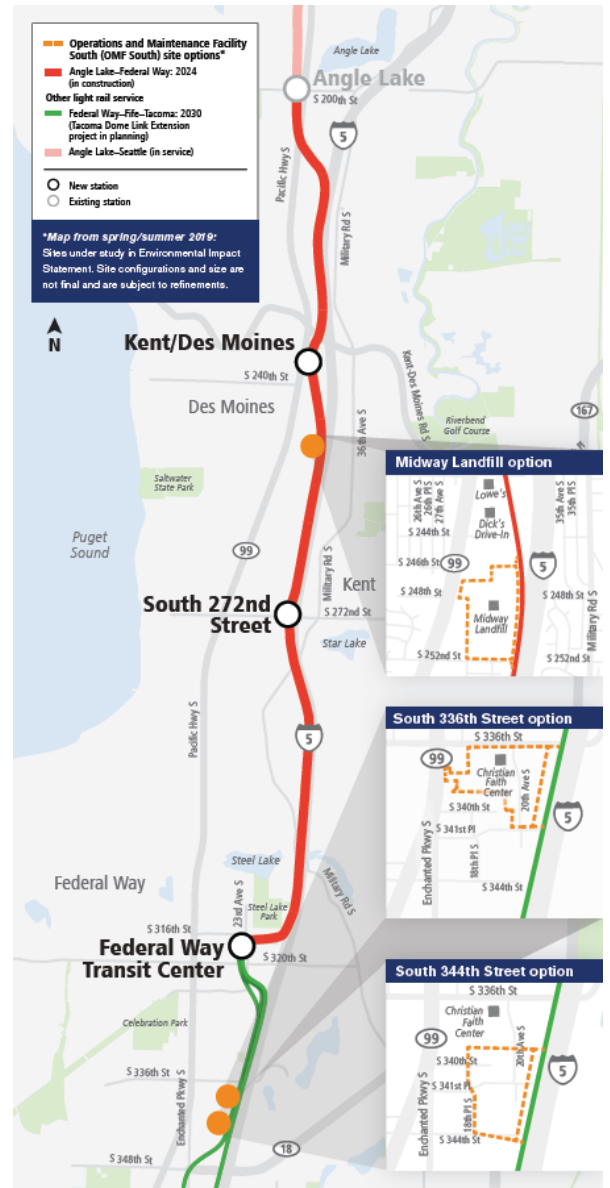 Operations and Maintenance Facility
South (OMF South) site options*
Angle Lake–Federal Way: 2024
(in construction)
Other light rail service
Federal Way–Fife–Tacoma: 2030
(Tacoma Dome Link Extension
project in planning)
Angle Lake–Seattle (in service)
New station
Existing station
*Map from spring/summer 2019:
Sites under study in Environmental Impact
Statement. Site configurations and size are
not final and are subject to refinements.
N
Angle Lake
Angle Lake
S 200th St
5
Pacific Hwy S
Military Rd S
Kent/Des Moines
S 240th St
Des Moines
36th Ave S
Kent-Des Moines Rd S
Riverbend
Golf Course
167
Saltwater
State Park
Puget
Sound
99
Military Rd S
Kent
South 272nd
Street
S 272nd St
Star Lake
Pacific Hwy S
5
Steel Lake
Federal Way
23rd Ave S
Steel Lake
Park
Military Rd S
S 316th St
Federal Way
Transit Center
S 320th St
Celebration Park
S 336th St
Enchanted Pkwy S
18
S 348th St
Midway Landfill option
26th Ave S
26th Pl S
27th Ave S
Lowe's
Dick's
Drive-In
35th Ave S
35th Pl S
S 244th St
S 246th St
99
5
S 248th St
S 248th St
Midway
Landfill
Military Rd S
S 252nd St
S 252nd St
South 336th Street option
S 336th St
99
Christian
Faith
Center
20th Ave S
S 340th St
5
S 341st Pl
Enchanted Pkwy S
18th Pl S
S 344th St
South 344th Street option
S 336th St
Christian
Faith
Center
99
20th Ave S
S 340th St
5
S 341st Pl
Enchanted Pkwy S
18th Pl S
S 344th St